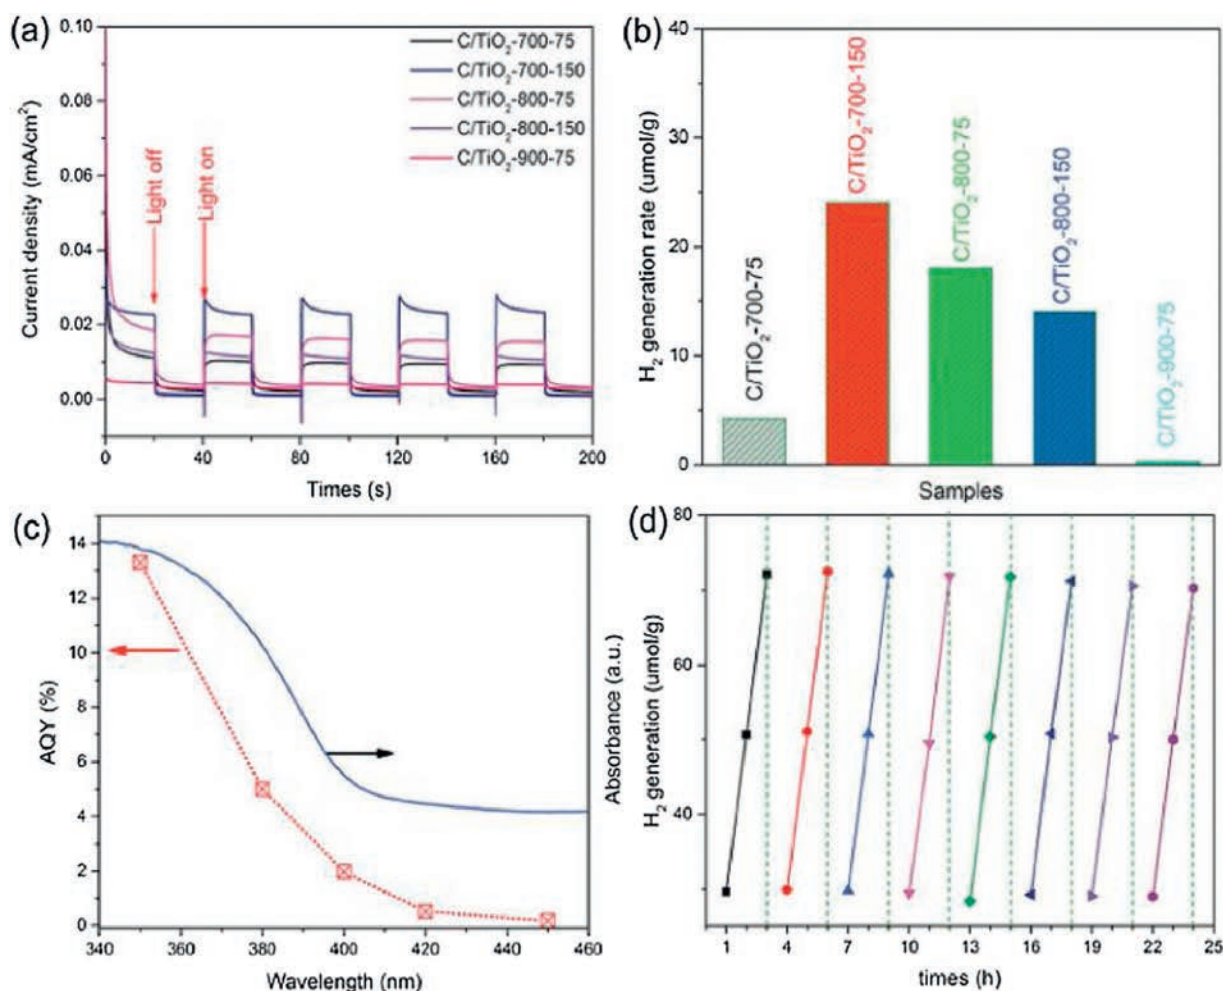 (a)
0.10
0.08
0.06
0.04
0.02
0.00
Current density (mA/cm²)
C/TiO₂-700-75
C/TiO₂-700-150
C/TiO₂-800-75
C/TiO₂-800-150
C/TiO₂-900-75
Light off
Light on
0 40 80 120 160 200
Times (s)
(b)
40
30
20
10
0
H₂ generation rate (umol/g)
C/TiO₂-700-75
C/TiO₂-700-150
C/TiO₂-800-75
C/TiO₂-800-150
C/TiO₂-900-75
Samples
(c)
14
12
10
8
6
4
2
0
AQY (%)
Absorbance (a.u.)
340 360 380 400 420 440 460
Wavelength (nm)
(d)
80
60
40
H₂ generation (umol/g)
1 4 7 10 13 16 19 22 25
times (h)